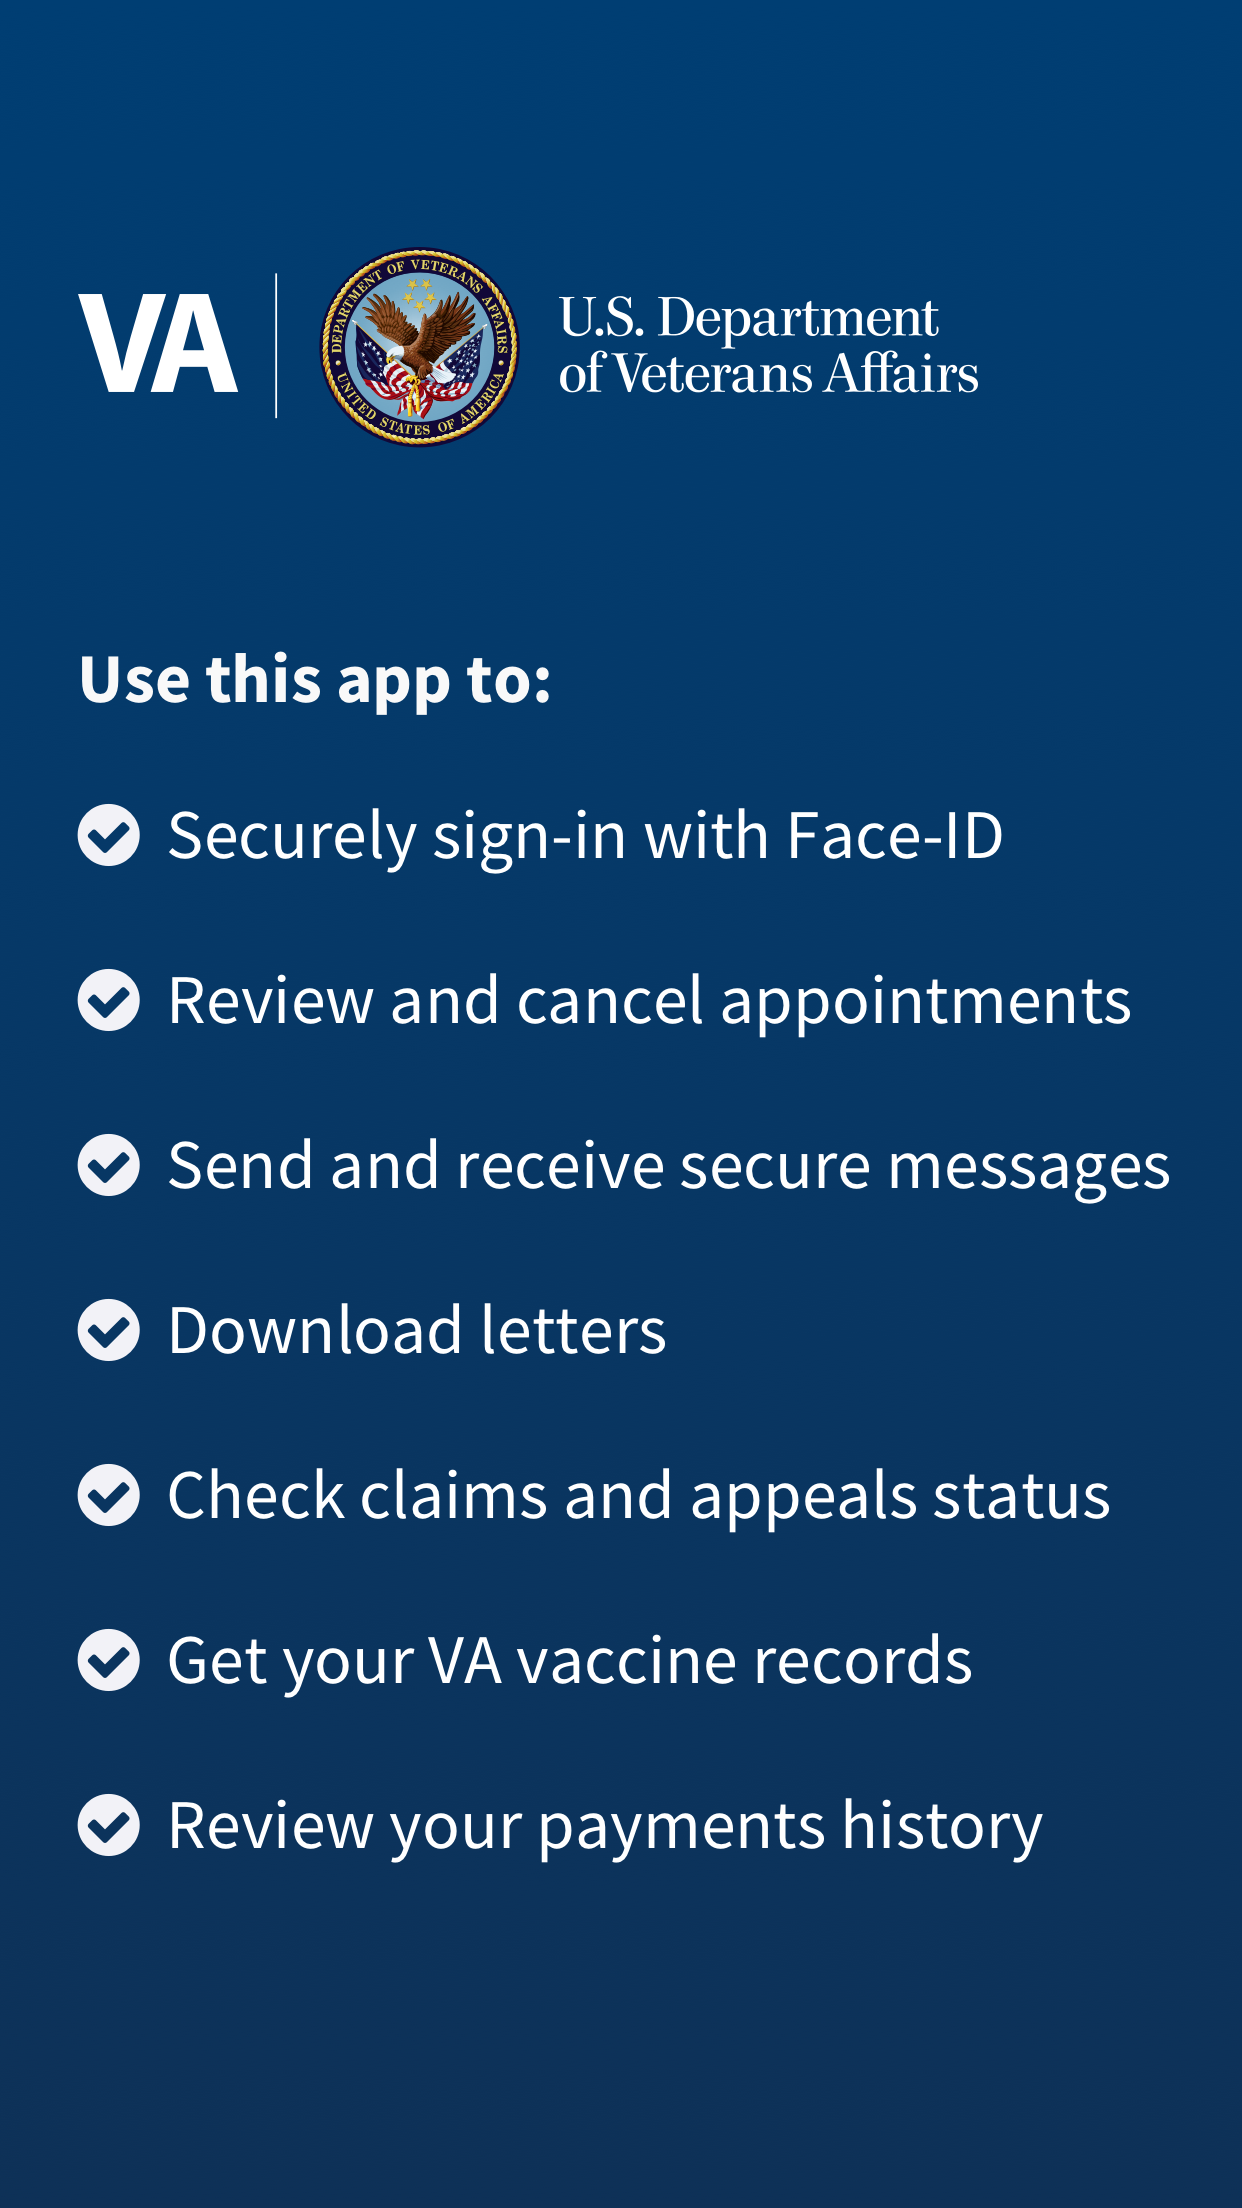 VA
DEPARTMENT OF VETERANS AFFAIRS
UNITED STATES OF AMERICA
U.S. Department
of Veterans Affairs
Use this app to:
Securely sign-in with Face-ID
Review and cancel appointments
Send and receive secure messages
Download letters
Check claims and appeals status
Get your VA vaccine records
Review your payments history